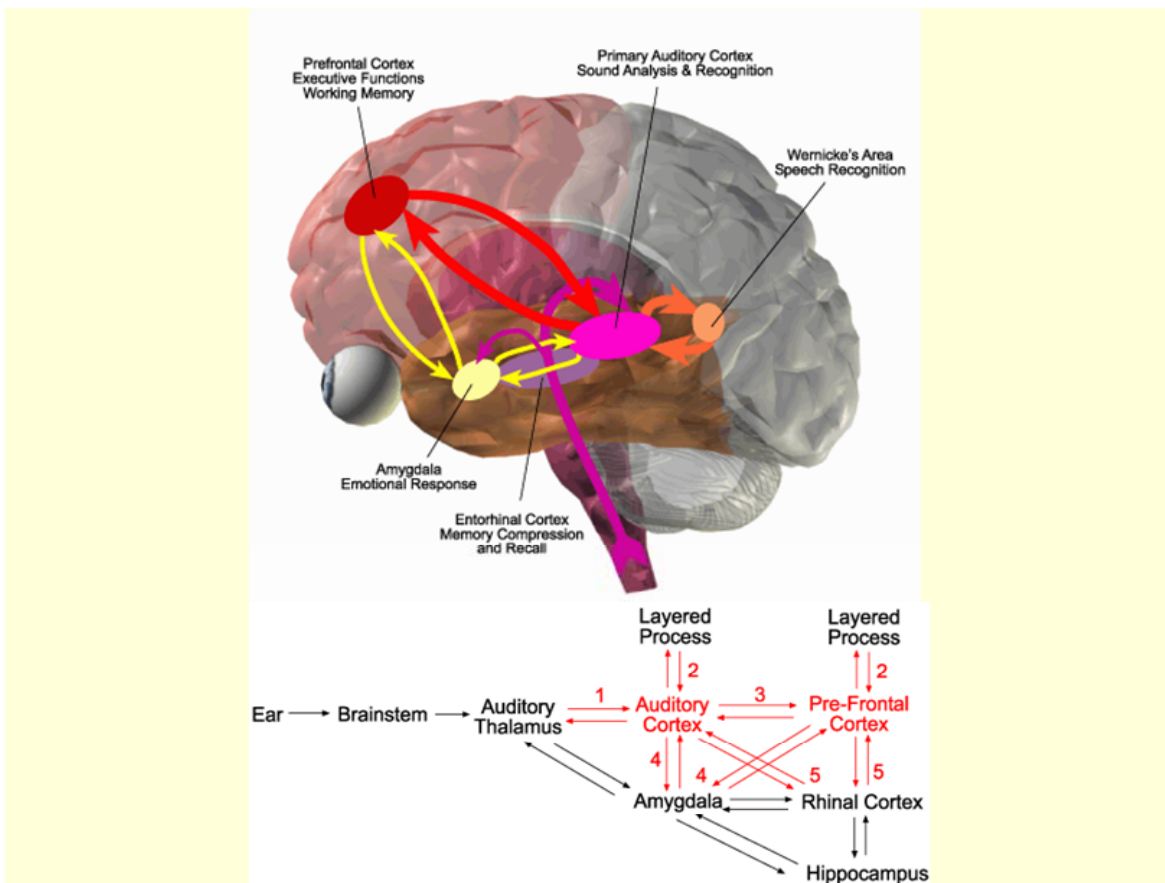 Prefrontal Cortex
Executive Functions
Working Memory
Primary Auditory Cortex
Sound Analysis & Recognition
Wernicke's Area
Speech Recognition
Amygdala
Emotional Response
Entorhinal Cortex
Memory Compression
and Recall
Layered
Process
Layered
Process
2
2
Ear
Brainstem
Auditory
Thalamus
1
Auditory
Cortex
3
Pre-Frontal
Cortex
4
4
5
5
Amygdala
Rhinal Cortex
Hippocampus